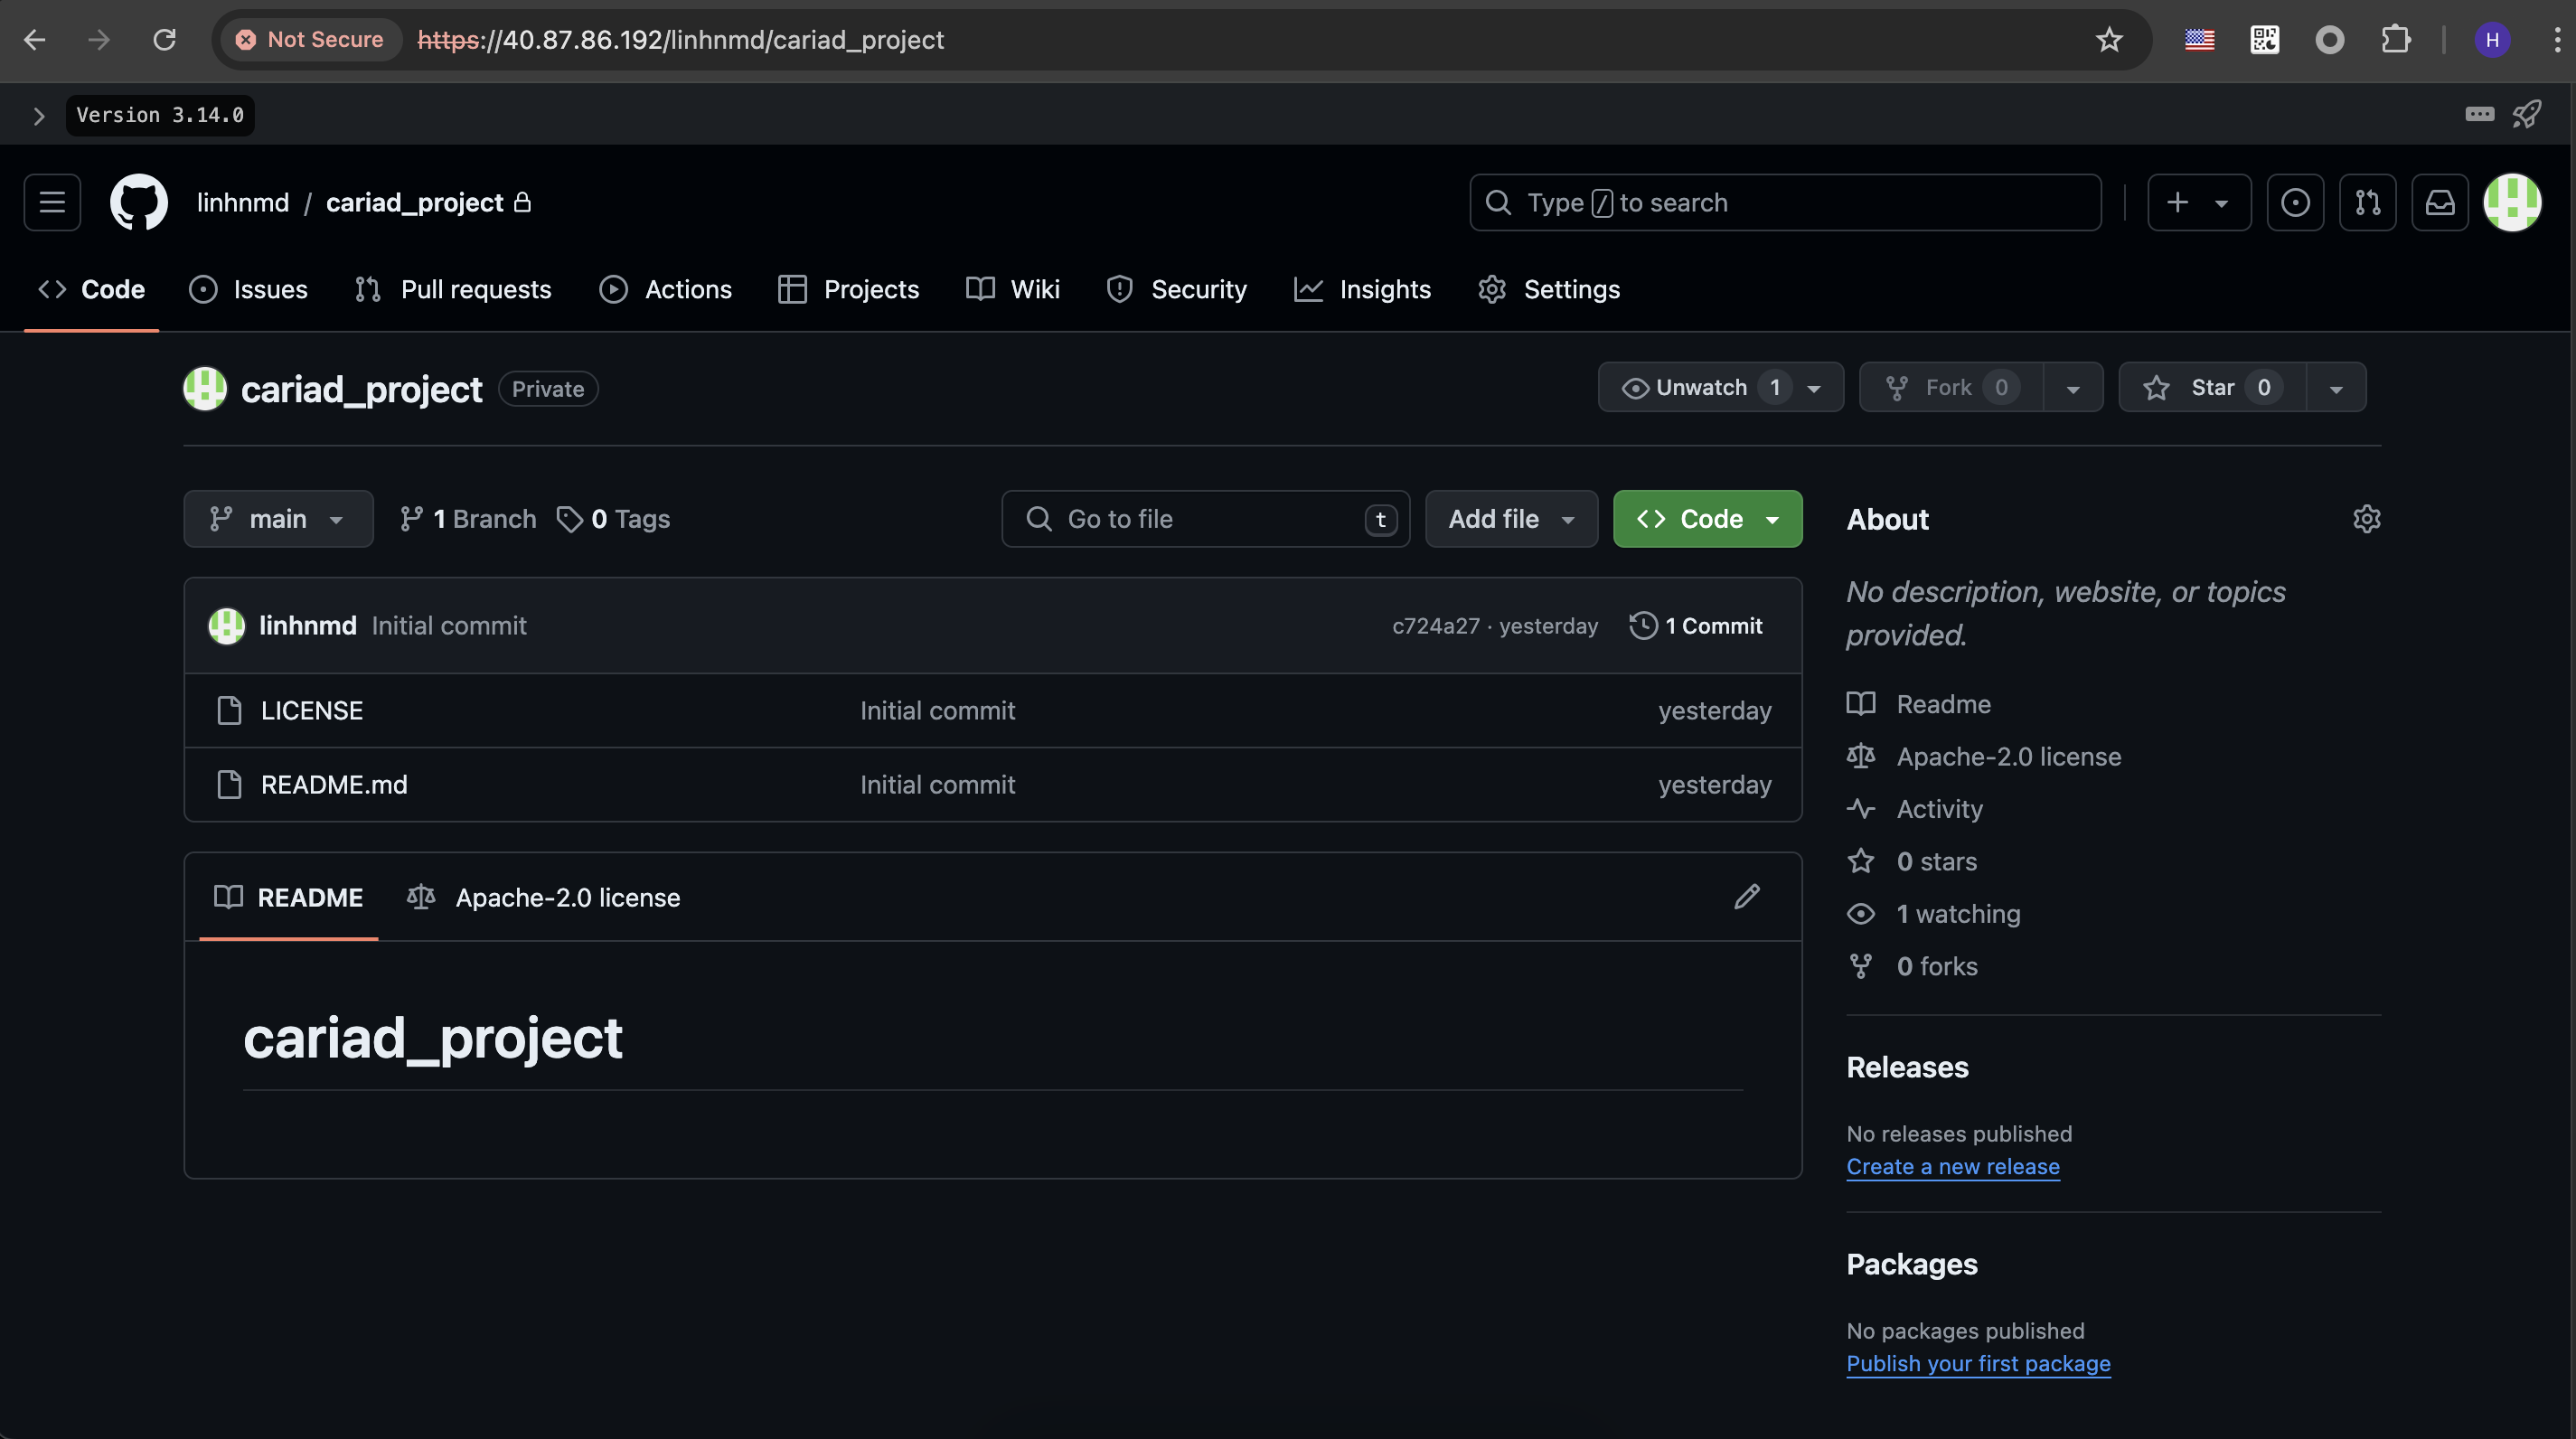 Not Secure https://40.87.86.192/linhnmd/cariad_project
H
Version 3.14.0
linhnmd / cariad_project
Type / to search
Code Issues Pull requests Actions Projects Wiki Security Insights Settings
cariad_project Private
Unwatch 1 Fork 0 Star 0
main 1 Branch 0 Tags
Go to file t Add file Code
linhnmd Initial commit c724a27 · yesterday 1 Commit
LICENSE Initial commit yesterday
README.md Initial commit yesterday
README Apache-2.0 license
cariad_project
About
No description, website, or topics
provided.
Readme
Apache-2.0 license
Activity
0 stars
1 watching
0 forks
Releases
No releases published
Create a new release
Packages
No packages published
Publish your first package